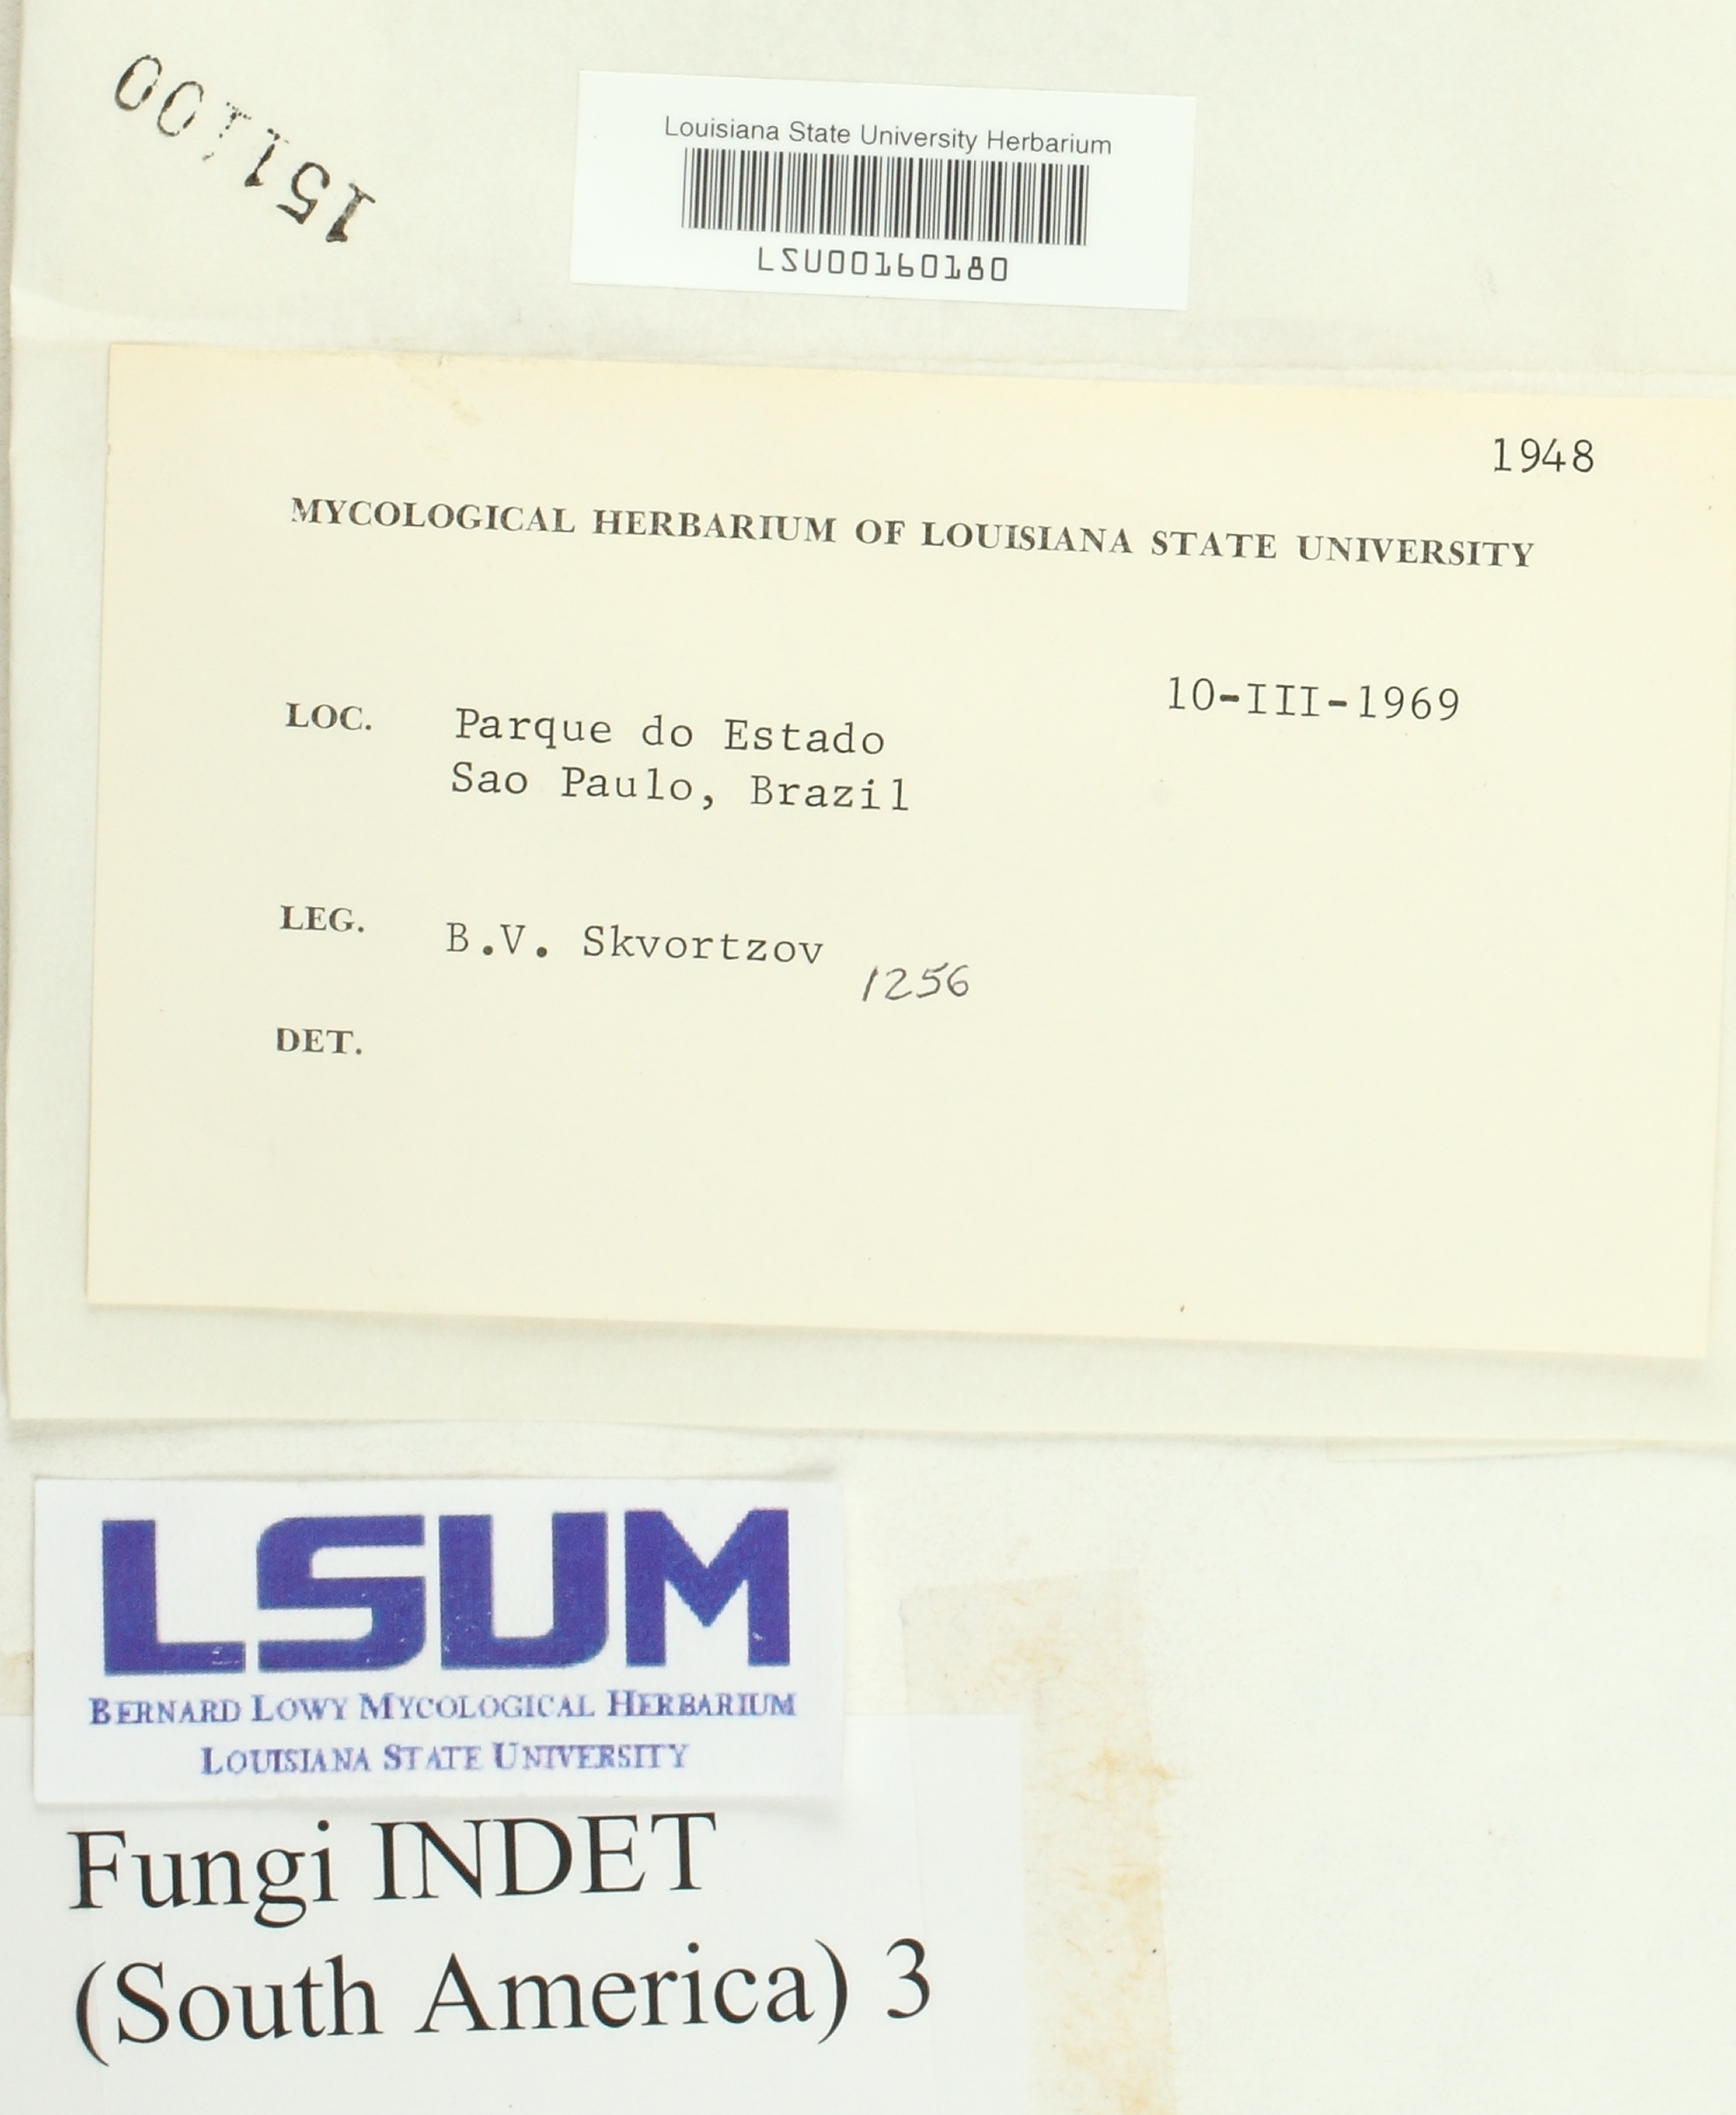 151100
Louisiana State University Herbarium
LSU00160180
1948
MYCOLOGICAL HERBARIUM OF LOUISIANA STATE UNIVERSITY
10-III-1969
LOC. Parque do Estado
Sao Paulo, Brazil
LEG. B.V. Skvortzov 1256
DET.
LSUM
BERNARD LOWY MYCOLOGICAL HERBARIUM
LOUISIANA STATE UNIVERSITY
Fungi INDET
(South America) 3